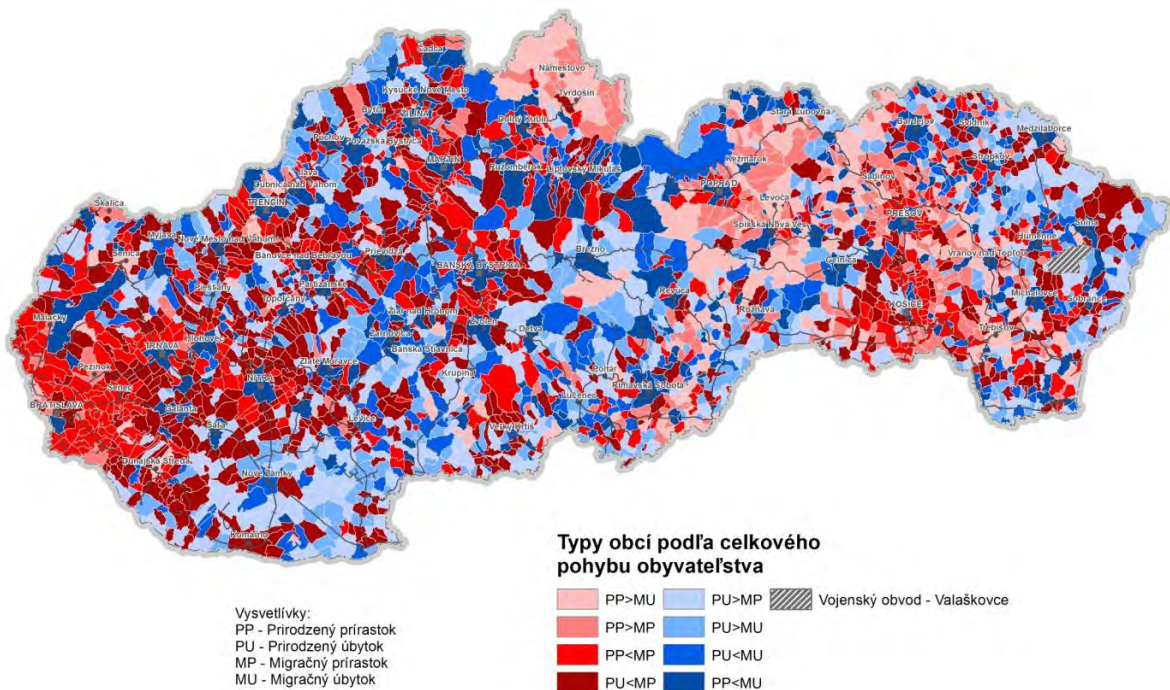 Čadca
Námestovo
Kysucké Nové Mesto
Tvrdošín
Bytča
ŽILINA
Dolný Kubín
Stará Ľubovňa
Bardejov
Svidník
Medzilaborce
Púchov
Považská Bystrica
Stropkov
MARTIN
Ružomberok
Liptovský Mikuláš
Kežmarok
Sabinov
Ilava
Dubnica nad Váhom
POPRAD
Levoča
PREŠOV
Snina
TRENČÍN
Skalica
Spišská Nová Ves
Humenné
Myjava
Nové Mesto nad Váhom
Prievidza
Brezno
Vranov nad Topľou
Senica
Bánovce nad Bebravou
BANSKÁ BYSTRICA
Gelnica
Partizánske
Piešťany
Revúca
Michalovce
Topoľčany
Sobrance
Žiar nad Hronom
Rožňava
KOŠICE
Malacky
Zvolen
Detva
Trebišov
Hlohovec
Žarnovica
TRNAVA
Banská Štiavnica
Pezinok
Zlaté Moravce
Krupina
Poltár
NITRA
Rimavská Sobota
Senec
BRATISLAVA
Galanta
Levice
Lučenec
Šaľa
Veľký Krtíš
Dunajská Streda
Nové Zámky
Komárno
Typy obcí podľa celkového
pohybu obyvateľstva
PP>MU PU>MP Vojenský obvod - Valaškovce
PP>MP PU>MU
PP<MP PU<MU
PU<MP PP<MU
Vysvetlívky:
PP - Prirodzený prírastok
PU - Prirodzený úbytok
MP - Migračný prírastok
MU - Migračný úbytok